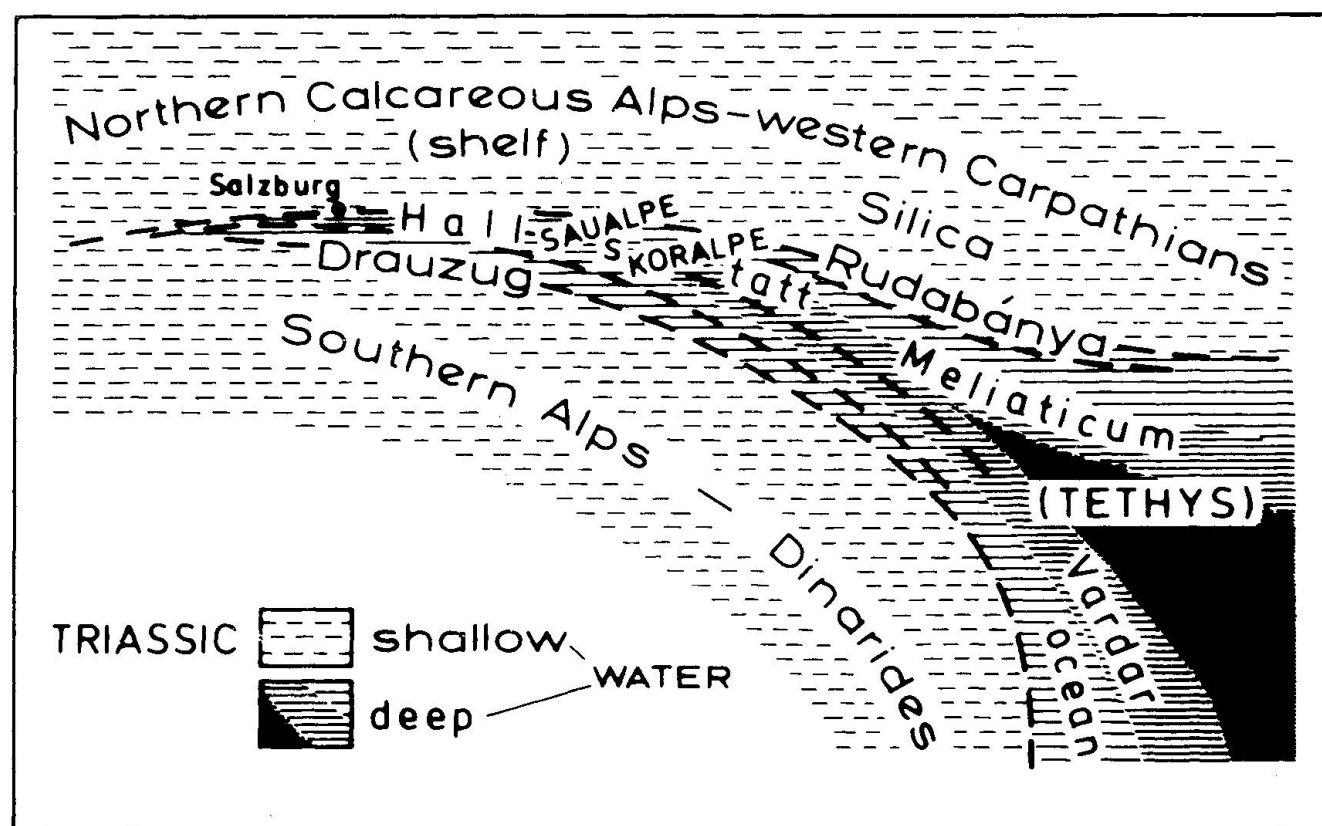 Northern Calcareous Alps–western Carpathians
(shelf)
Salzburg
Silica
Hall-
SAUALPE
S
KORALPE
tatt
Rudabánya
Drauzug
Meliaticum
Southern Alps – Dinarides
(TETHYS)
Vardar
ocean
TRIASSIC
shallow
WATER
deep